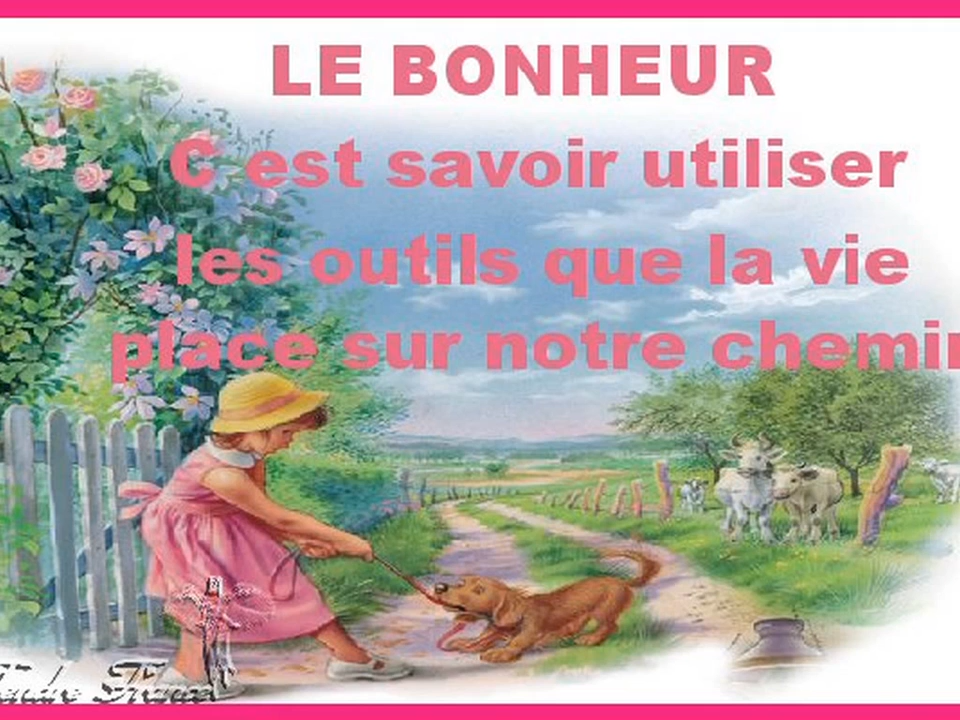 LE BONHEUR
C est savoir utiliser
les outils que la vie
place sur notre chemin